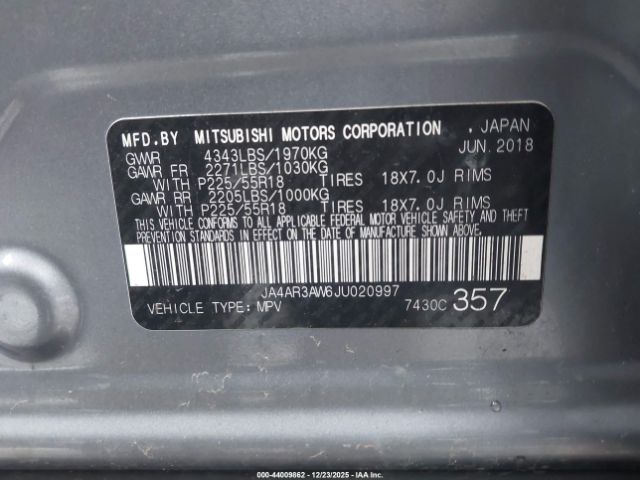 MFD.BY MITSUBISHI MOTORS CORPORATION , JAPAN
GVWR 4343LBS/1970KG JUN. 2018
GAWR FR 2271LBS/1030KG
WITH P225/55R18 TIRES 18X7.0J RIMS
GAWR RR 2205LBS/1000KG
WITH P225/55R18 TIRES 18X7.0J RIMS
THIS VEHICLE CONFORMS TO ALL APPLICABLE FEDERAL MOTOR VEHICLE SAFETY AND THEFT
PREVENTION STANDARDS IN EFFECT ON THE DATE OF MANUFACTURE SHOWN ABOVE.
JA4AR3AW6JU020997
VEHICLE TYPE: MPV 7430C 357
000-44009862 - 12/23/2025 - IAA Inc.